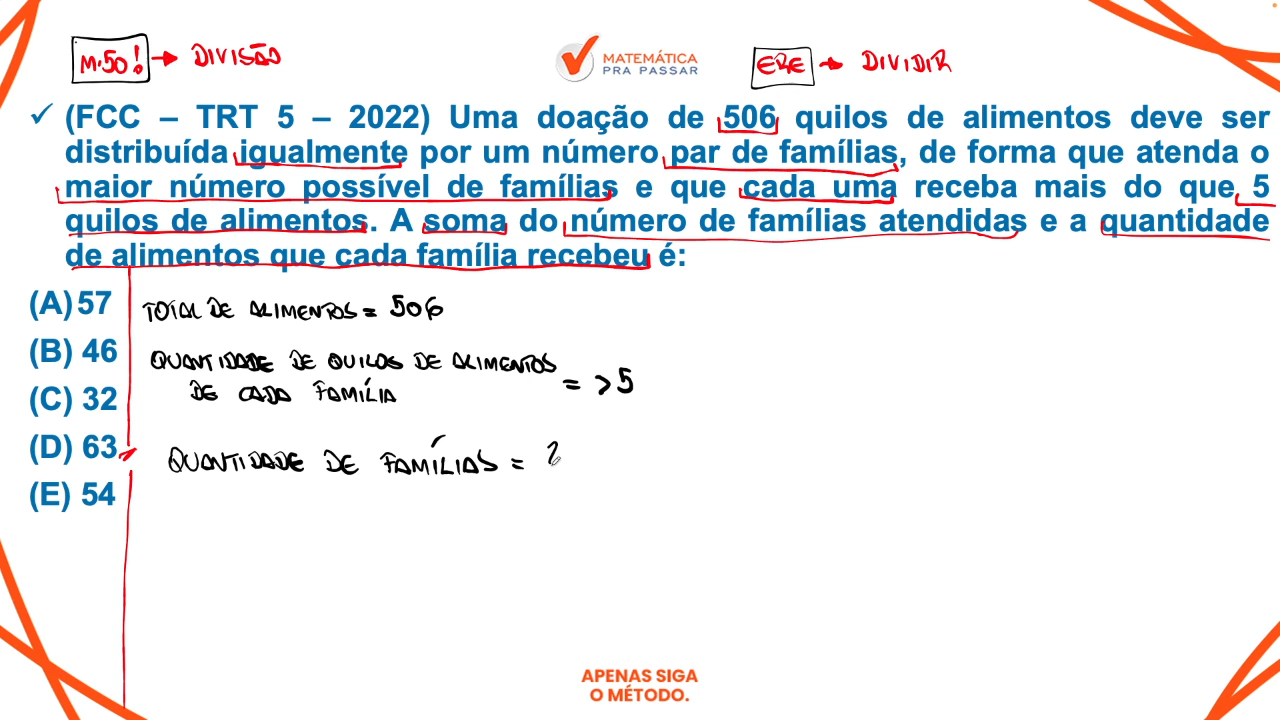 M.50! → DIVISÃO
MATEMÁTICA
PRA PASSAR
ERE → DIVIDIR
✓ (FCC – TRT 5 – 2022) Uma doação de 506 quilos de alimentos deve ser
distribuída igualmente por um número par de famílias, de forma que atenda o
maior número possível de famílias e que cada uma receba mais do que 5
quilos de alimentos. A soma do número de famílias atendidas e a quantidade
de alimentos que cada família recebeu é:
(A) 57
(B) 46
(C) 32
(D) 63
(E) 54
TOTAL DE ALIMENTOS = 506
QUANTIDADE DE QUILOS DE ALIMENTOS
DE CADA FAMÍLIA = >5
QUANTIDADE DE FAMÍLIAS = 2
APENAS SIGA
O MÉTODO.